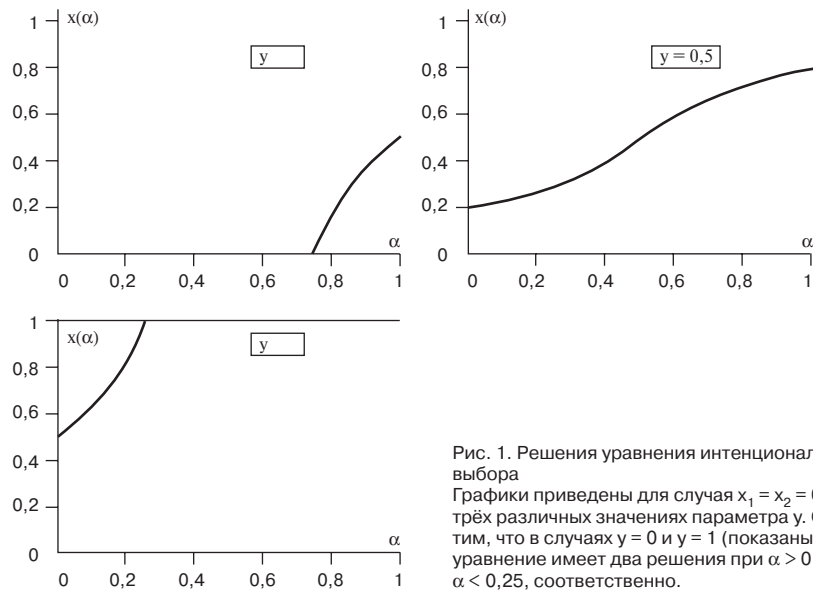 1
x(α)
0,8
0,6
0,4
0,2
0
y
α
0 0,2 0,4 0,6 0,8 1
1
x(α)
0,8
0,6
0,4
0,2
0
y = 0,5
α
0 0,2 0,4 0,6 0,8 1
1
x(α)
0,8
0,6
0,4
0,2
0
y
α
0 0,2 0,4 0,6 0,8 1
Рис. 1. Решения уравнения интенционал
выбора
Графики приведены для случая x₁ = x₂ =
трёх различных значениях параметра y.
тим, что в случаях y = 0 и y = 1 (показаны
уравнение имеет два решения при α > 0
α < 0,25, соответственно.